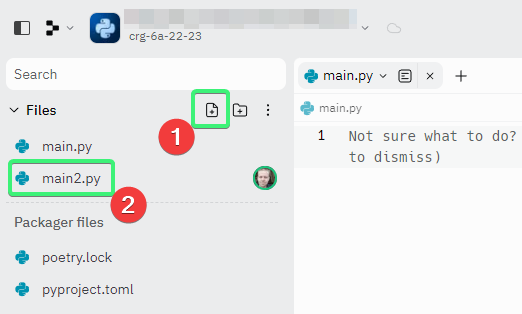 crg-6a-22-23
Search
Files
1
main.py
main2.py
2
Packager files
poetry.lock
pyproject.toml
main.py
main.py
1 Not sure what to do?
to dismiss)